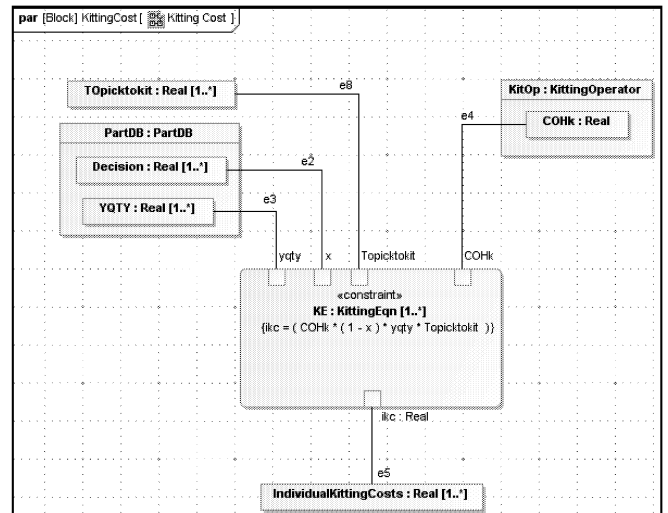 par [Block] KittingCost [ Kitting Cost ]
TOpicktokit : Real [1..*]
e8
KitOp : KittingOperator
COHk : Real
e4
PartDB : PartDB
Decision : Real [1..*]
e2
YQTY : Real [1..*]
e3
yqty
x
Topicktokit
COHk
«constraint»
KE : KittingEqn [1..*]
{ikc = ( COHk * ( 1 - x ) * yqty * Topicktokit )}
ikc : Real
e5
IndividualKittingCosts : Real [1..*]